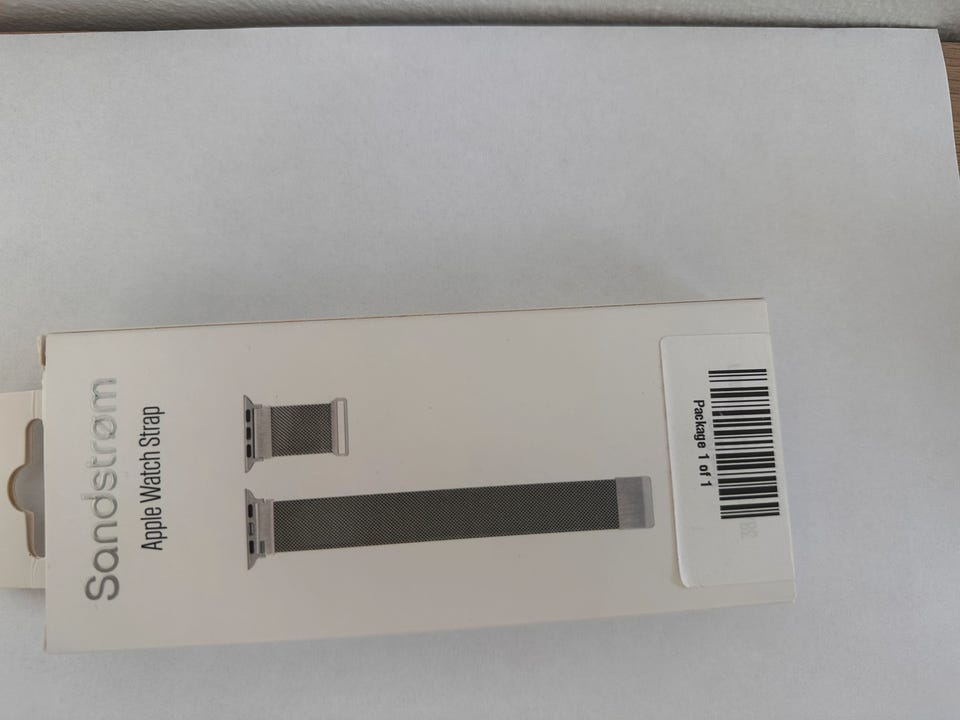 Sandstrøm
Apple Watch Strap
Package 1 of 1